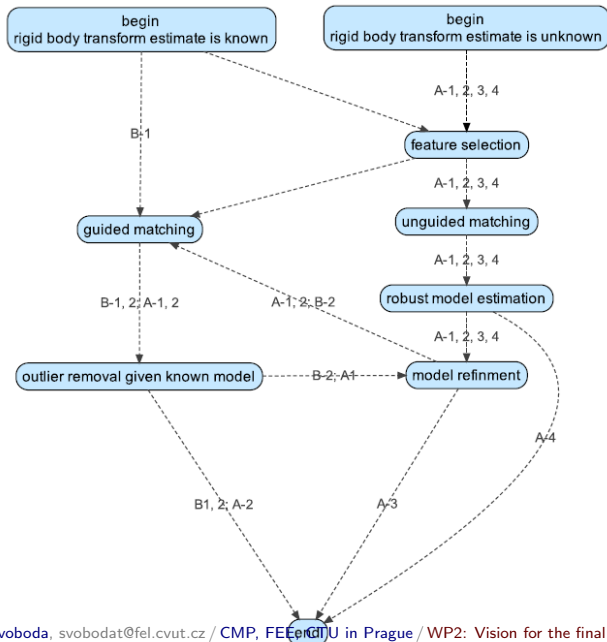 begin
rigid body transform estimate is known
begin
rigid body transform estimate is unknown
A-1, 2, 3, 4
B-1
feature selection
A-1, 2, 3, 4
guided matching
unguided matching
A-1, 2, 3, 4
B-1, 2; A-1, 2
A-1, 2; B-2
robust model estimation
A-1, 2, 3, 4
outlier removal given known model
B-2; A1
model refinment
A-4
B1, 2; A-2
A-3
end
voboda, svobodat@fel.cvut.cz / CMP, FEE, CTU in Prague / WP2: Vision for the final